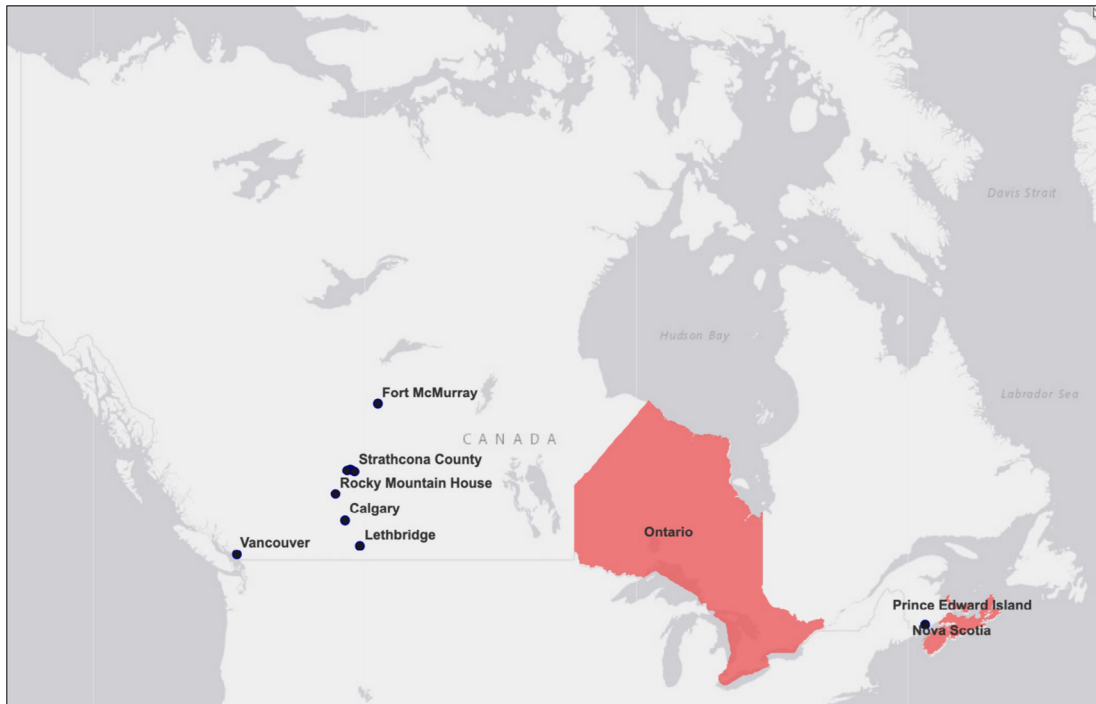 Davis Strait
Hudson Bay
Fort McMurray
Labrador Sea
CANADA
Strathcona County
Rocky Mountain House
Calgary
Ontario
Lethbridge
Vancouver
Prince Edward Island
Nova Scotia